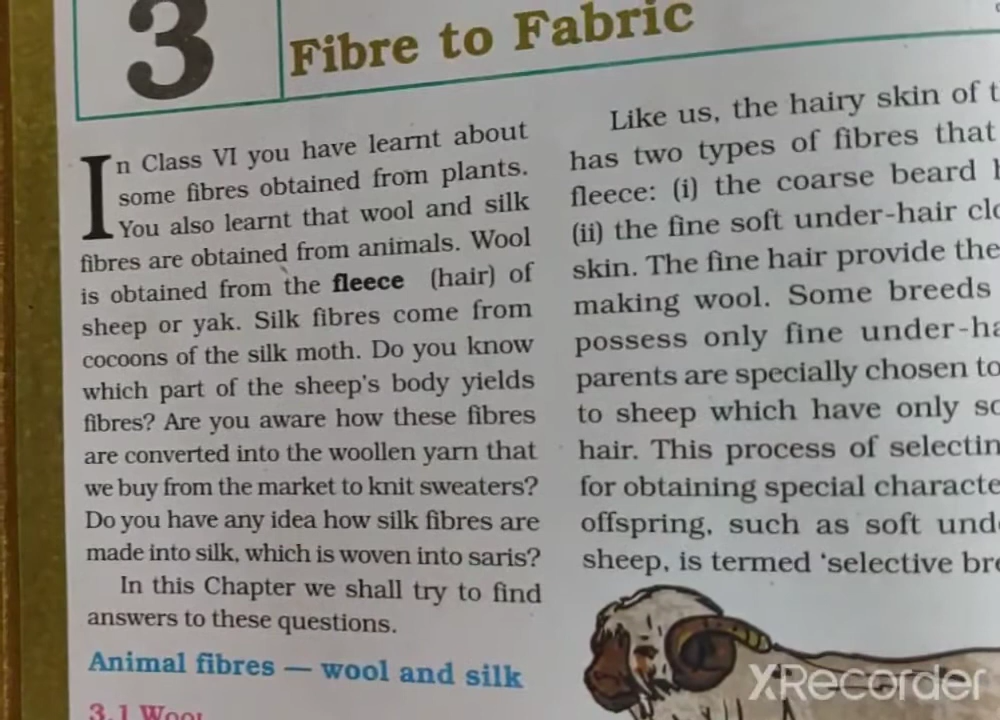 3
Fibre to Fabric
In Class VI you have learnt about
some fibres obtained from plants.
You also learnt that wool and silk
fibres are obtained from animals. Wool
is obtained from the fleece (hair) of
sheep or yak. Silk fibres come from
cocoons of the silk moth. Do you know
which part of the sheep's body yields
fibres? Are you aware how these fibres
are converted into the woollen yarn that
we buy from the market to knit sweaters?
Do you have any idea how silk fibres are
made into silk, which is woven into saris?
In this Chapter we shall try to find
answers to these questions.
Animal fibres — wool and silk
3.1 Wool
Like us, the hairy skin of
has two types of fibres that
fleece: (i) the coarse beard
(ii) the fine soft under-hair
skin. The fine hair provide the
making wool. Some breeds
possess only fine under-
parents are specially chosen to
to sheep which have only
hair. This process of
for obtaining special
offspring, such as soft
sheep, is termed 'selective
XRecorder